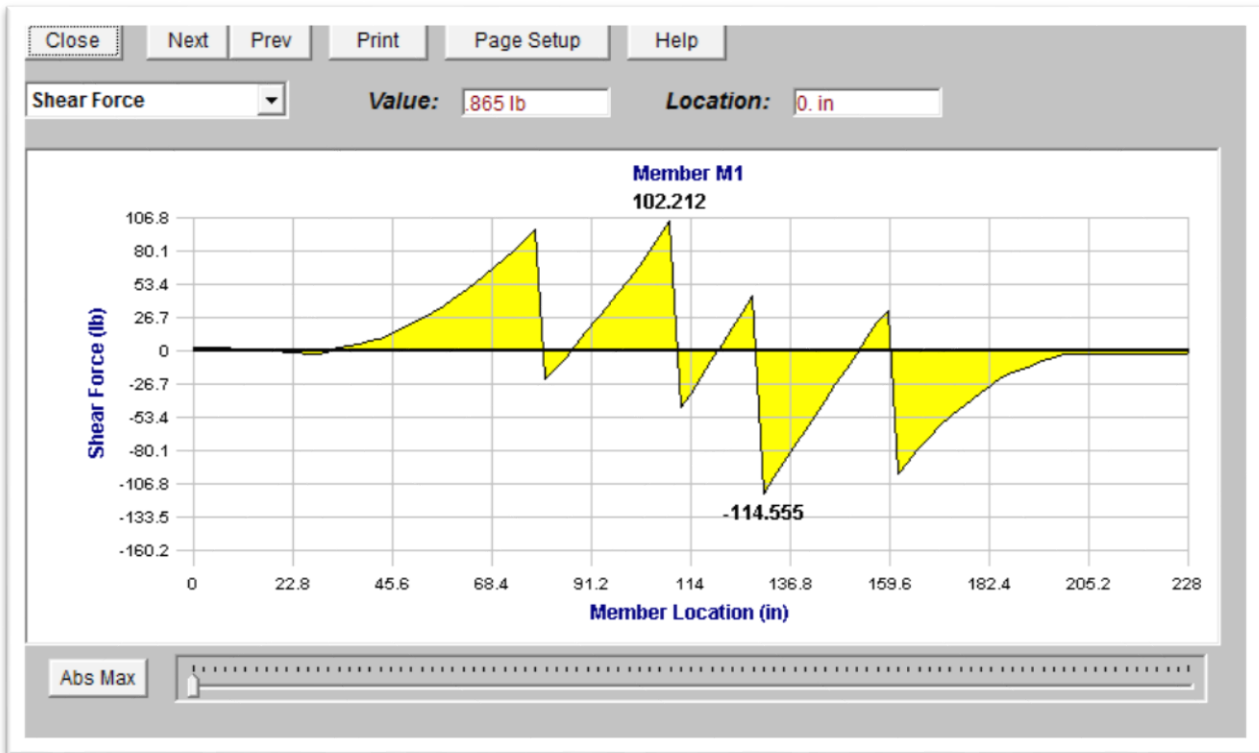 Close Next Prev Print Page Setup Help
Shear Force Value: .865 lb Location: 0. in
Member M1
102.212
106.8
80.1
53.4
26.7
0
-26.7
-53.4
-80.1
-106.8
-133.5
-160.2
Shear Force (lb)
-114.555
0 22.8 45.6 68.4 91.2 114 136.8 159.6 182.4 205.2 228
Member Location (in)
Abs Max